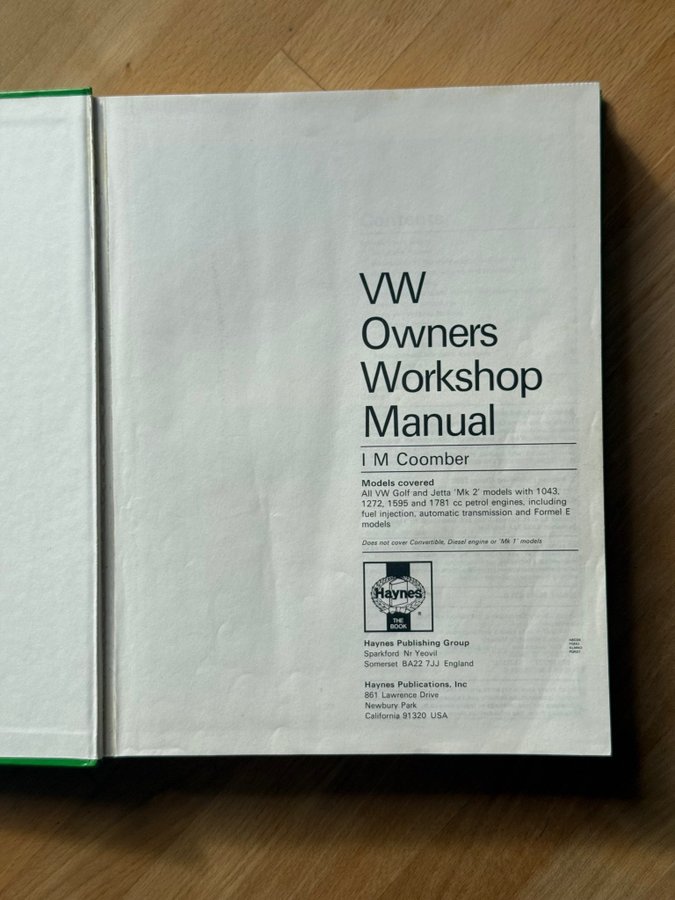 Contents
VW
Owners
Workshop
Manual
I M Coomber
Models covered
All VW Golf and Jetta 'Mk 2' models with 1043,
1272, 1595 and 1781 cc petrol engines, including
fuel injection, automatic transmission and Formel E
models
Does not cover Convertible, Diesel engine or 'Mk 1' models
Haynes
®
THE
BOOK
Haynes Publishing Group
Sparkford Nr Yeovil
Somerset BA22 7JJ England
Haynes Publications, Inc
861 Lawrence Drive
Newbury Park
California 91320 USA